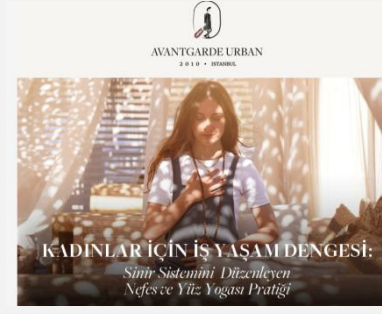 AVANTGARDE URBAN
2010 • ISTANBUL
KADINLAR İÇİN İŞ YAŞAM DENGESİ:
Sinir Sistemini Düzenleyen
Nefes ve Yüz Yogası Pratiği